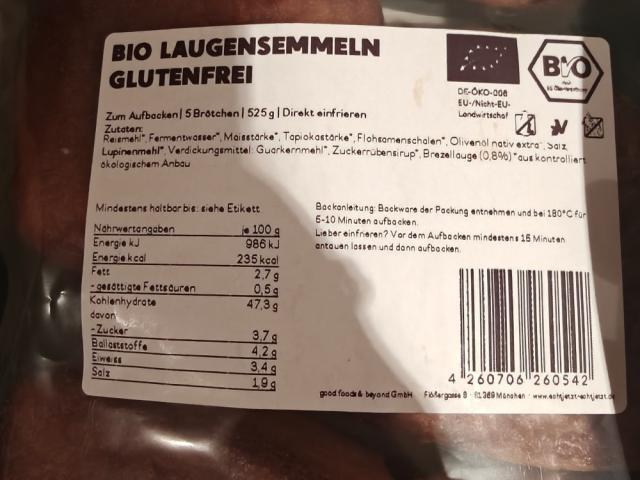 BIO LAUGENSEMMELN
GLUTENFREI
Zum Aufbacken | 5 Brötchen | 525 g | Direkt einfrieren
Zutaten:
Reismehl*, Fermentwasser*, Maisstärke*, Tapiokastärke*, Flohsamenschalen*, Olivenöl nativ extra*, Salz,
Lupinenmehl*, Verdickungsmittel: Guarkernmehl*, Zuckerrübensirup*, Brezellauge (0,8%) *aus kontrolliert
ökologischem Anbau
BIO
DE-ÖKO-006
EU-/Nicht-EU-
Landwirtschaf
Mindestens haltbar bis: siehe Etikett
Nährwertangaben je 100 g
Energie kJ 986 kJ
Energie kcal 235 kcal
Fett 2,7 g
- gesättigte Fettsäuren 0,5 g
Kohlenhydrate 47,3 g
davon
- Zucker 3,7 g
Ballaststoffe 4,2 g
Eiweiss 3,4 g
Salz 1,9 g
Backanleitung: Backware der Packung entnehmen und bei 180°C für
5-10 Minuten aufbacken.
Lieber einfrieren? Vor dem Aufbacken mindestens 15 Minuten
antauen lassen und dann aufbacken.
4 260706 260542
good foods & beyond GmbH Flößergasse 8 · 81369 München · www.echtjetzt-echtjetzt.de